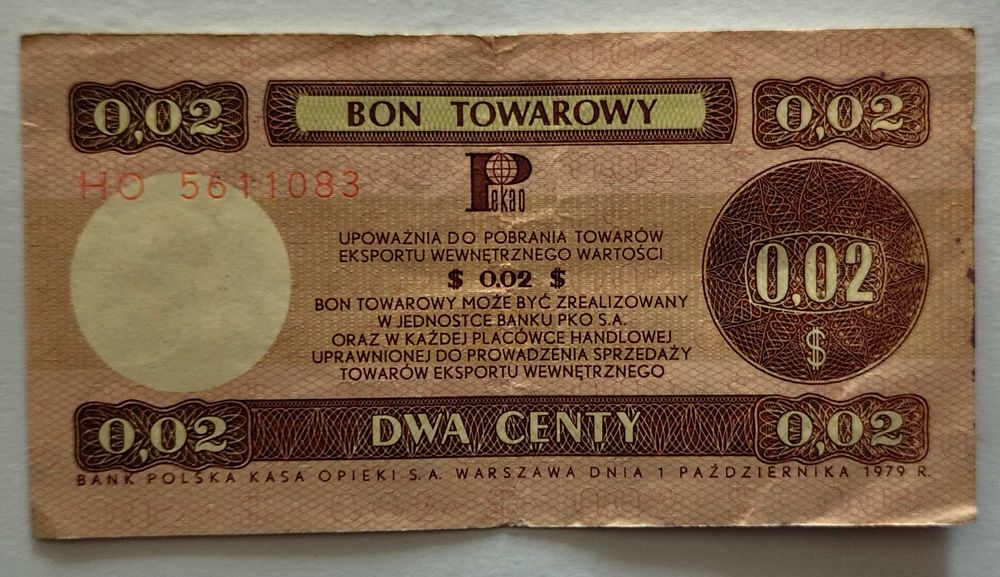 0,02 BON TOWAROWY 0,02
HO 5611083
Pekao
UPOWAŻNIA DO POBRANIA TOWARÓW
EKSPORTU WEWNĘTRZNEGO WARTOŚCI
$ 0.02 $
BON TOWAROWY MOŻE BYĆ ZREALIZOWANY
W JEDNOSTCE BANKU PKO S.A.
ORAZ W KAŻDEJ PLACÓWCE HANDLOWEJ
UPRAWNIONEJ DO PROWADZENIA SPRZEDAŻY
TOWARÓW EKSPORTU WEWNĘTRZNEGO
0,02
$
0,02 DWA CENTY 0,02
BANK POLSKA KASA OPIEKI S.A. WARSZAWA DNIA 1 PAŹDZIERNIKA 1979 R.